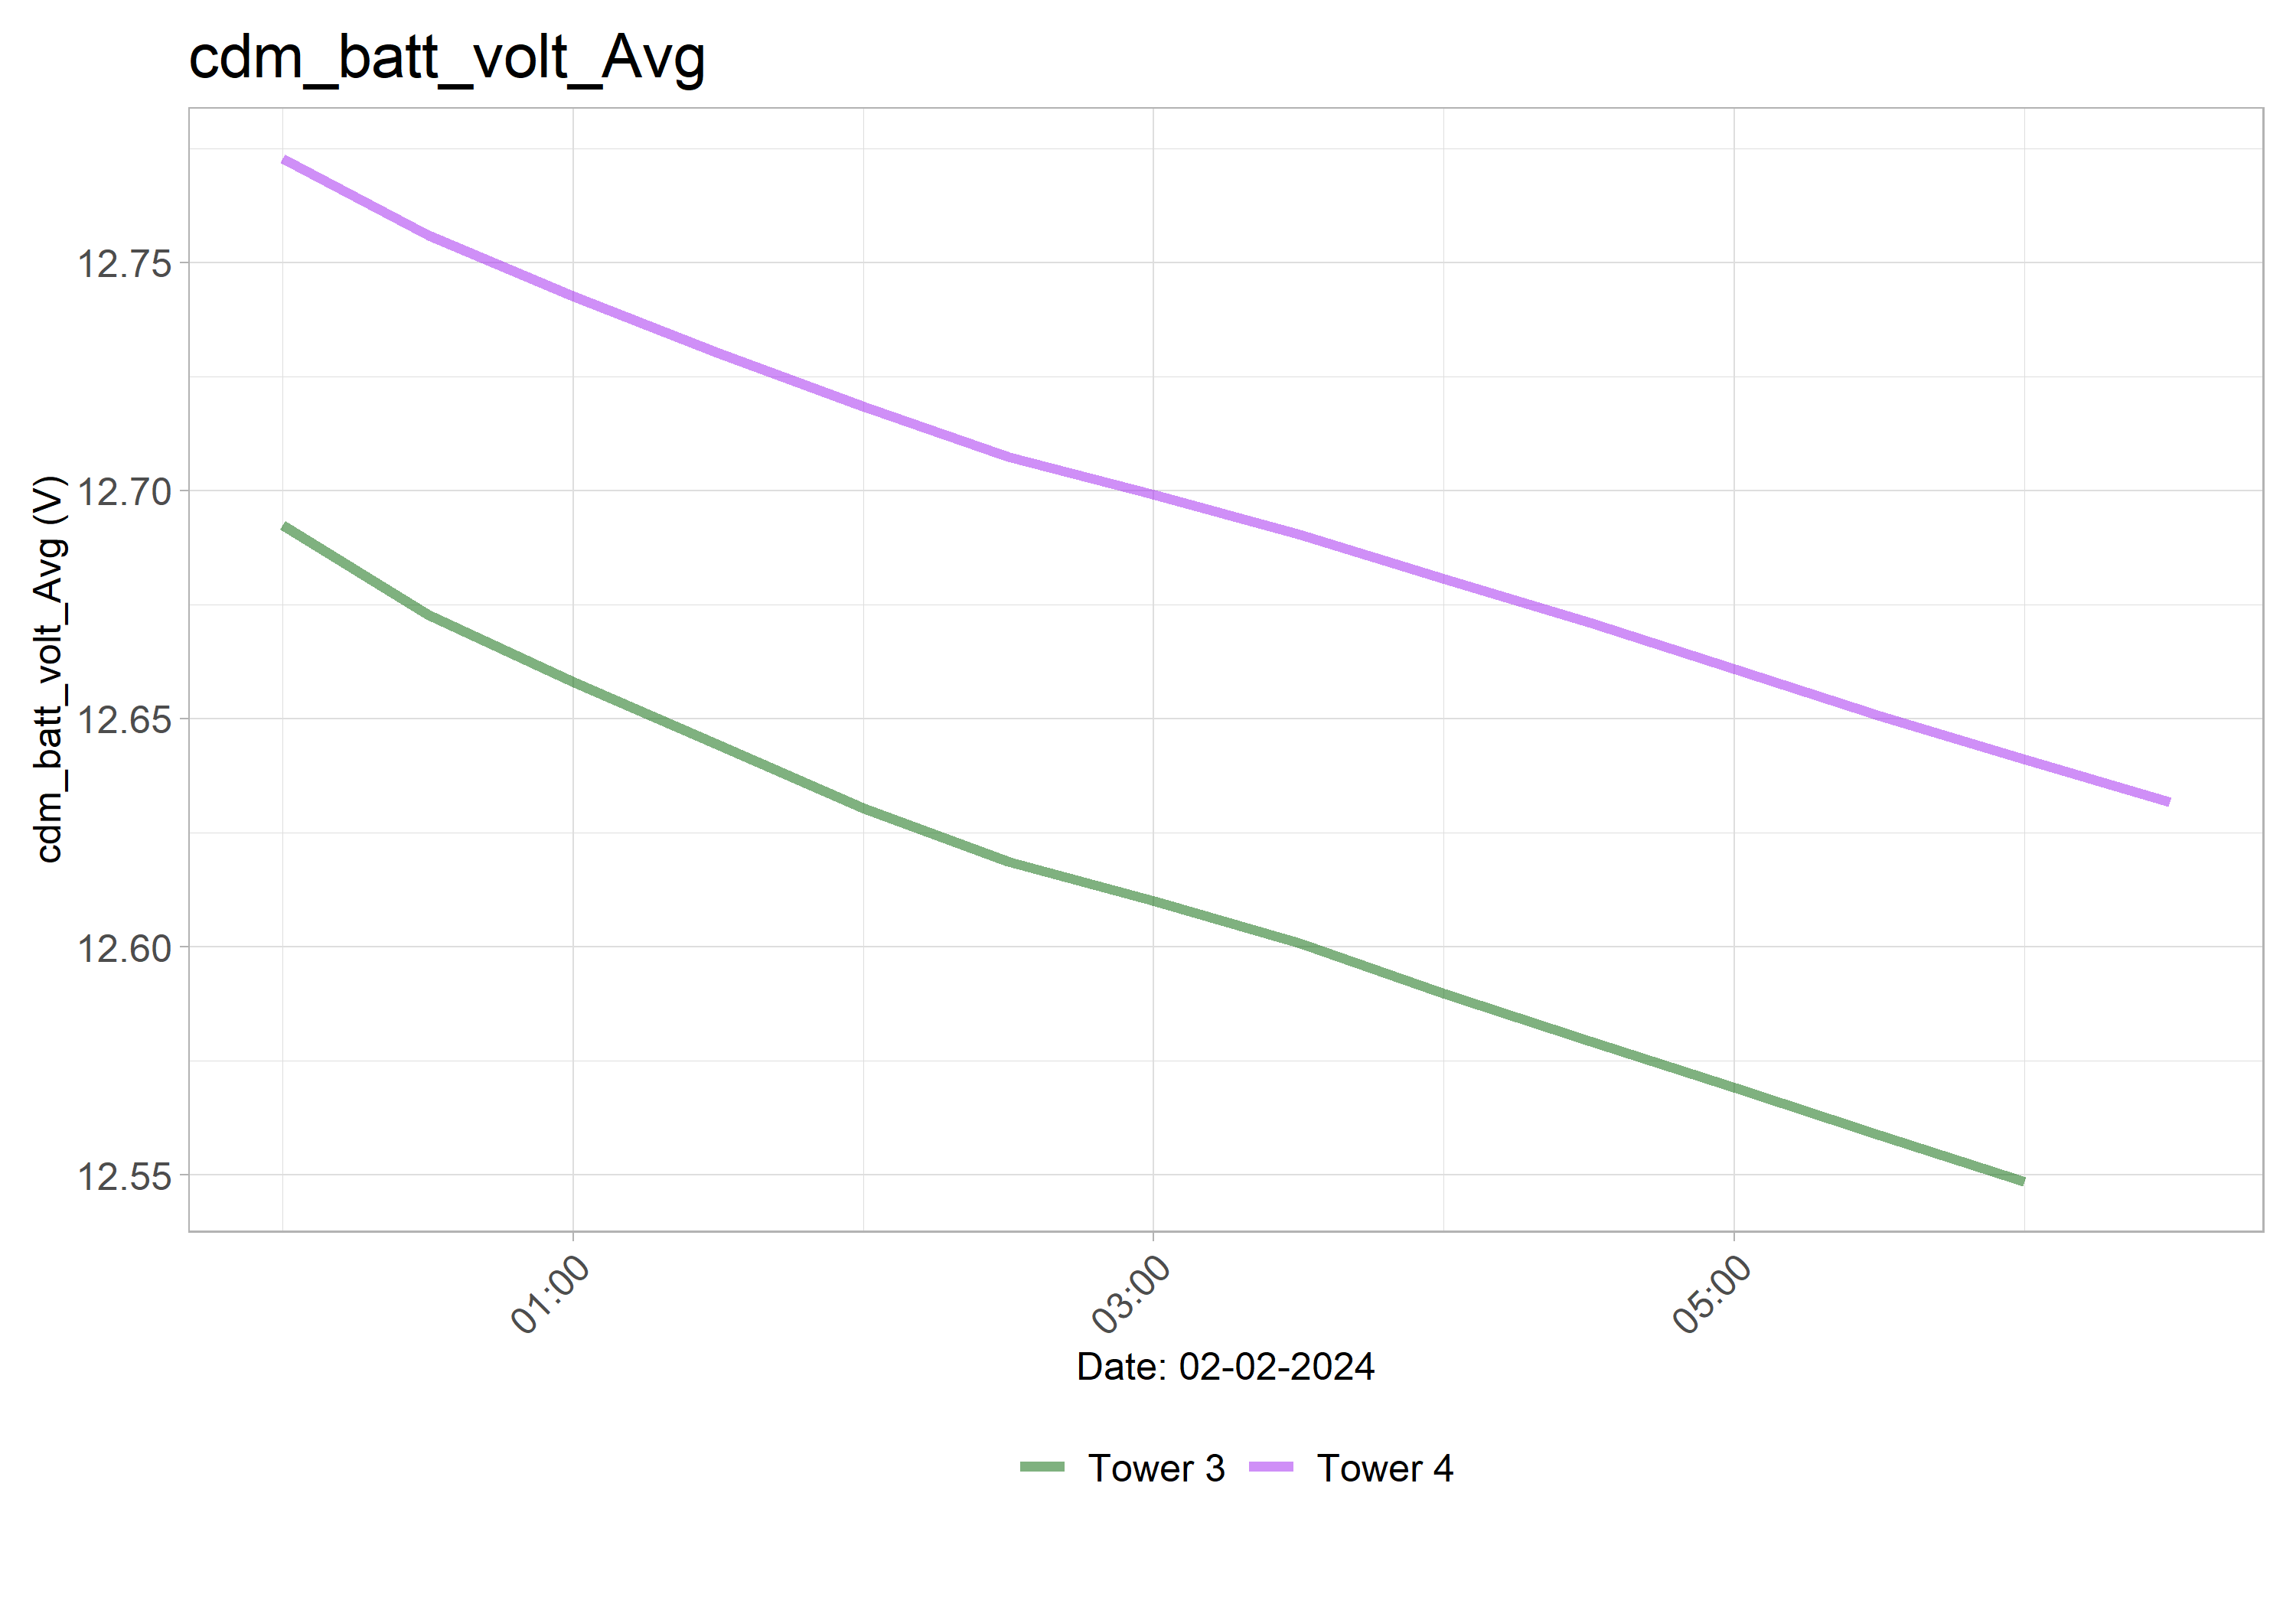 cdm_batt_volt_Avg
cdm_batt_volt_Avg (V)
12.75
12.70
12.65
12.60
12.55
01:00
03:00
05:00
Date: 02-02-2024
Tower 3
Tower 4